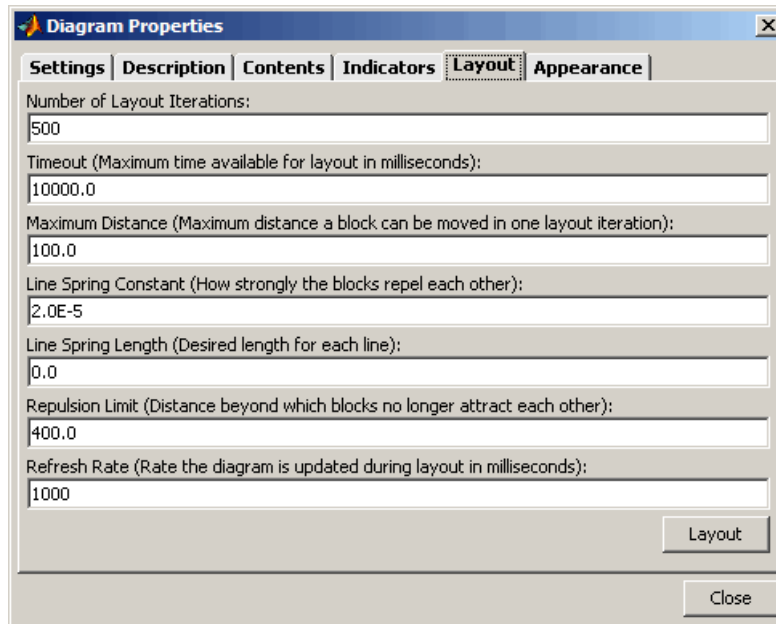 Diagram Properties
Settings Description Contents Indicators Layout Appearance
Number of Layout Iterations:
500
Timeout (Maximum time available for layout in milliseconds):
10000.0
Maximum Distance (Maximum distance a block can be moved in one layout iteration):
100.0
Line Spring Constant (How strongly the blocks repel each other):
2.0E-5
Line Spring Length (Desired length for each line):
0.0
Repulsion Limit (Distance beyond which blocks no longer attract each other):
400.0
Refresh Rate (Rate the diagram is updated during layout in milliseconds):
1000
Layout
Close